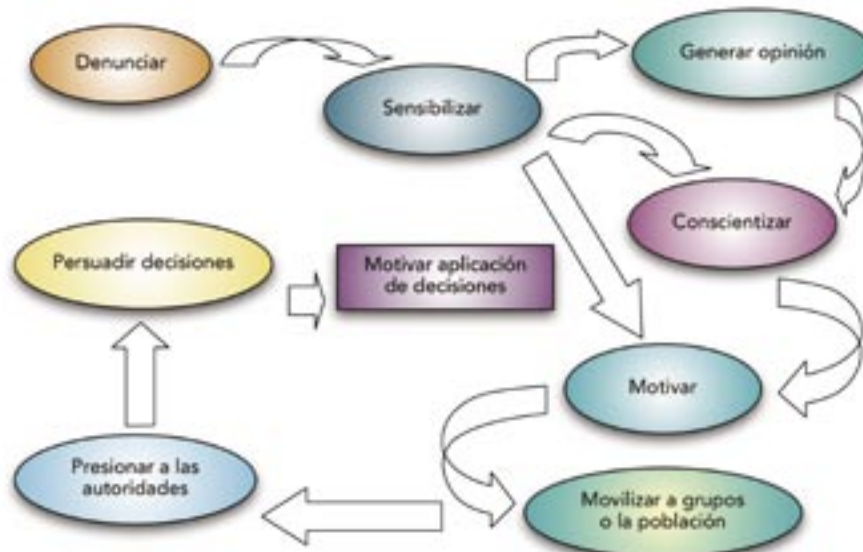 Denunciar
Sensibilizar
Generar opinión
Conscientizar
Persuadir decisiones
Motivar aplicación
de decisiones
Motivar
Presionar a las
autoridades
Movilizar a grupos
o la población